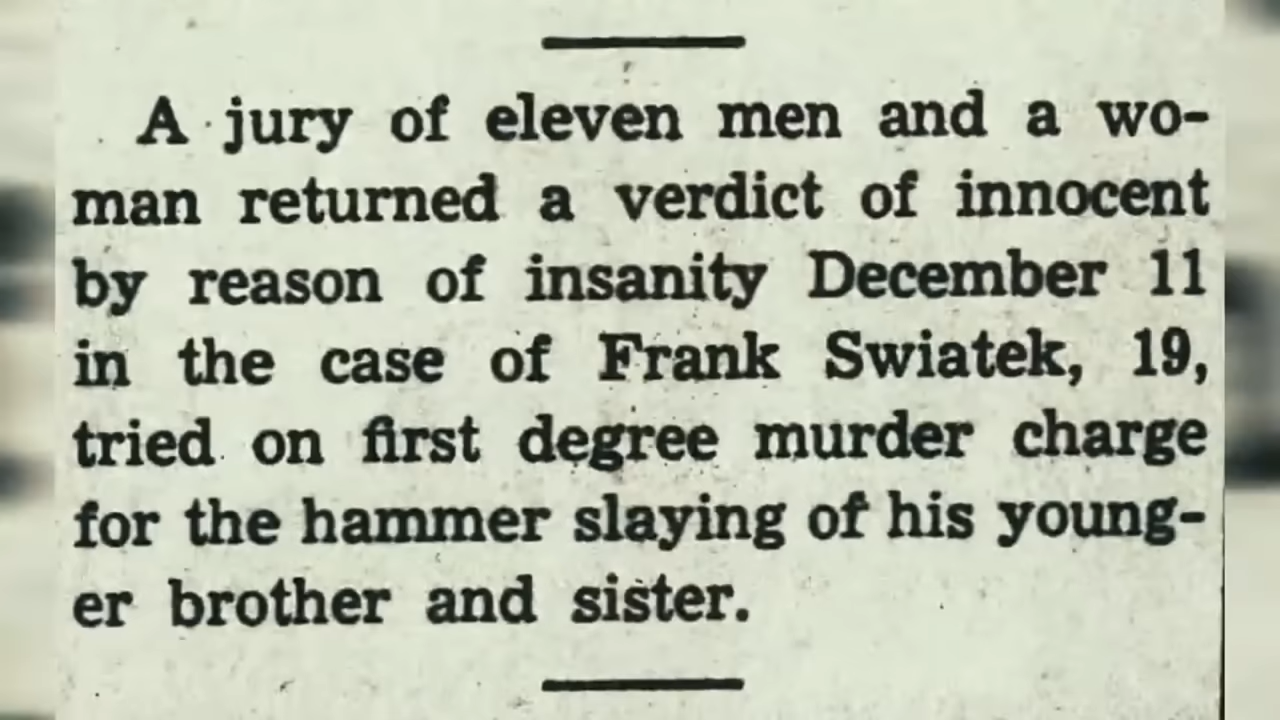 A jury of eleven men and a wo-
man returned a verdict of innocent
by reason of insanity December 11
in the case of Frank Swiatek, 19,
tried on first degree murder charge
for the hammer slaying of his young-
er brother and sister.